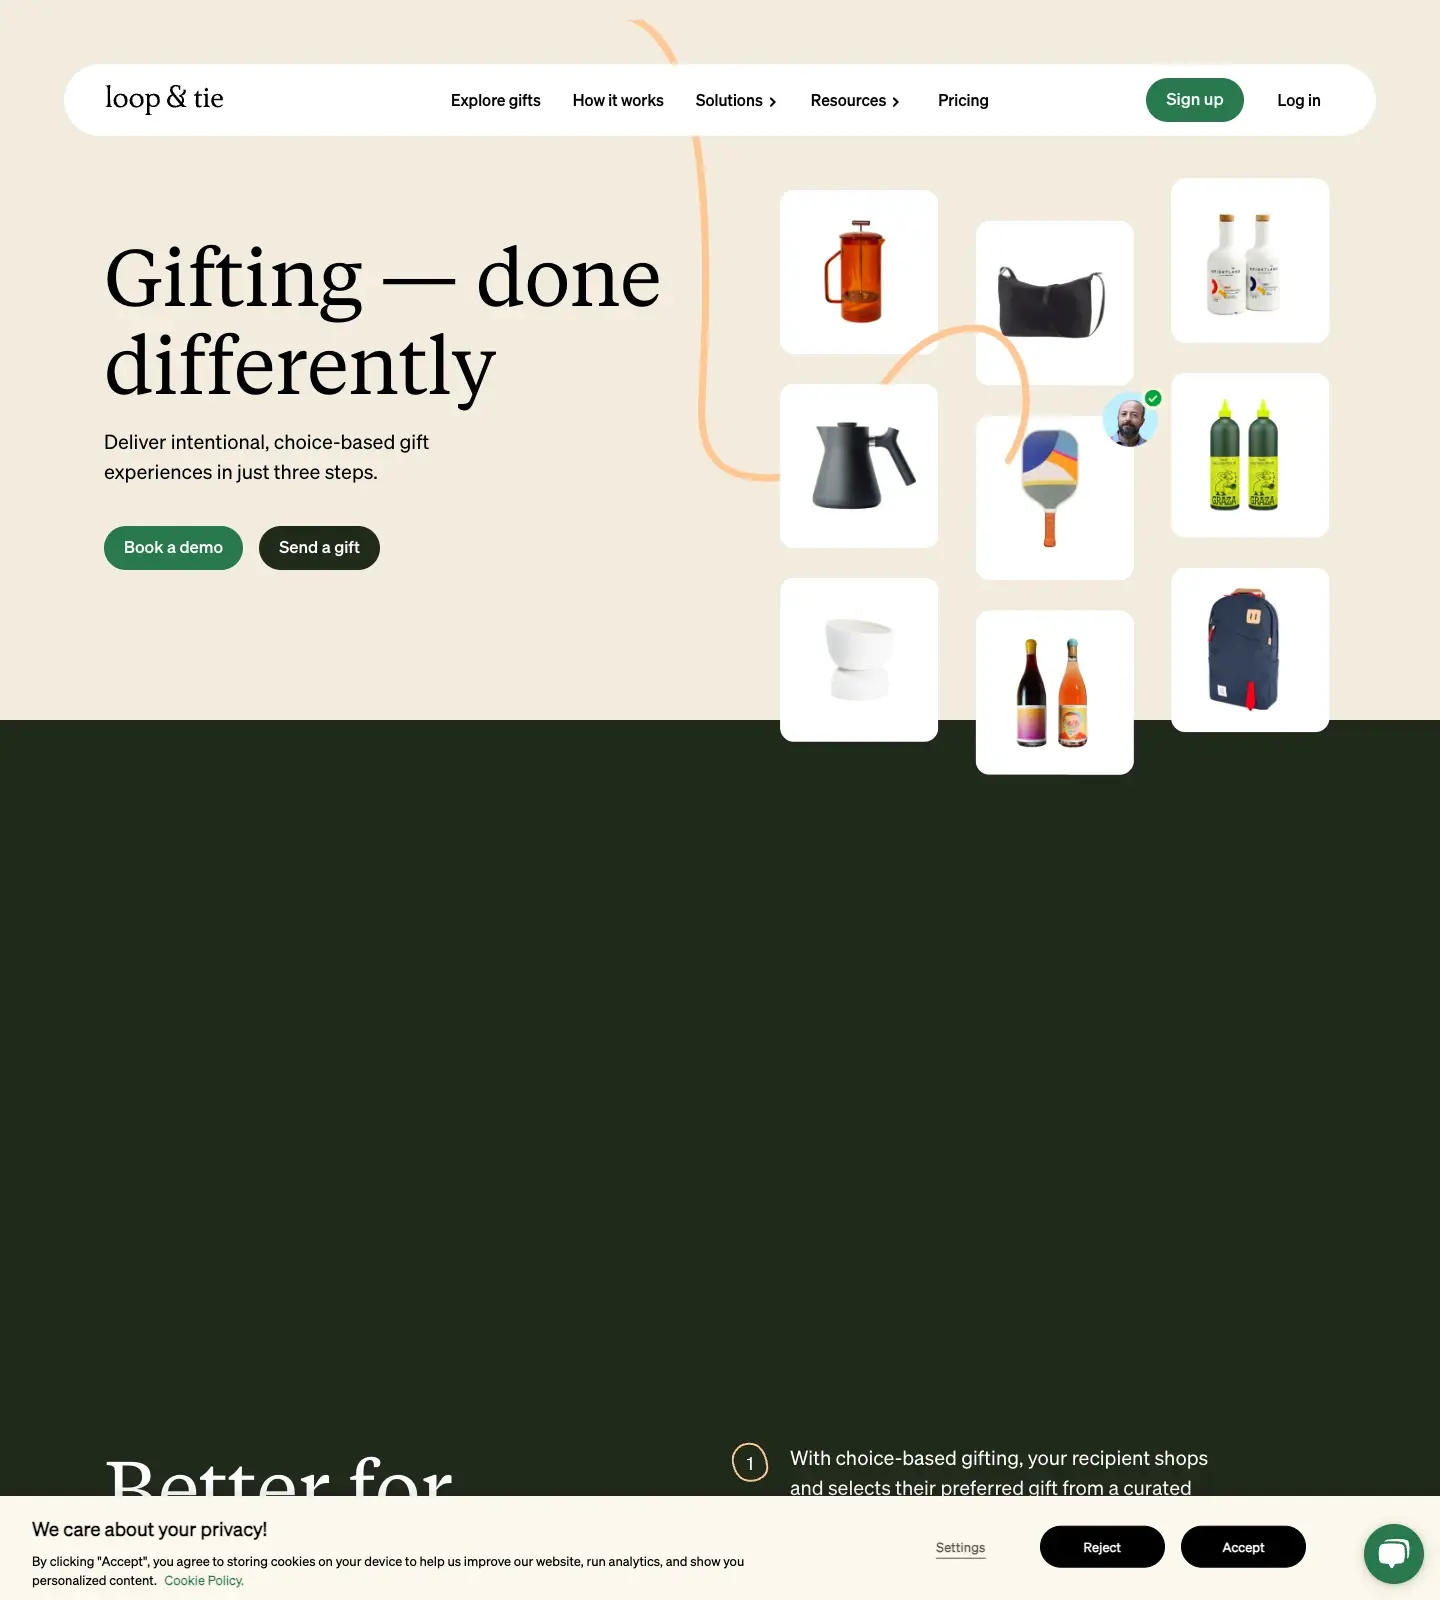 loop & tie
Explore gifts
How it works
Solutions
Resources
Pricing
Sign up
Log in
Gifting — done
differently
Deliver intentional, choice-based gift
experiences in just three steps.
Book a demo
Send a gift
GRAZA
GRAZA
Better for
1
With choice-based gifting, your recipient shops
and selects their preferred gift from a curated
We care about your privacy!
By clicking "Accept", you agree to storing cookies on your device to help us improve our website, run analytics, and show you
personalized content. Cookie Policy.
Settings
Reject
Accept